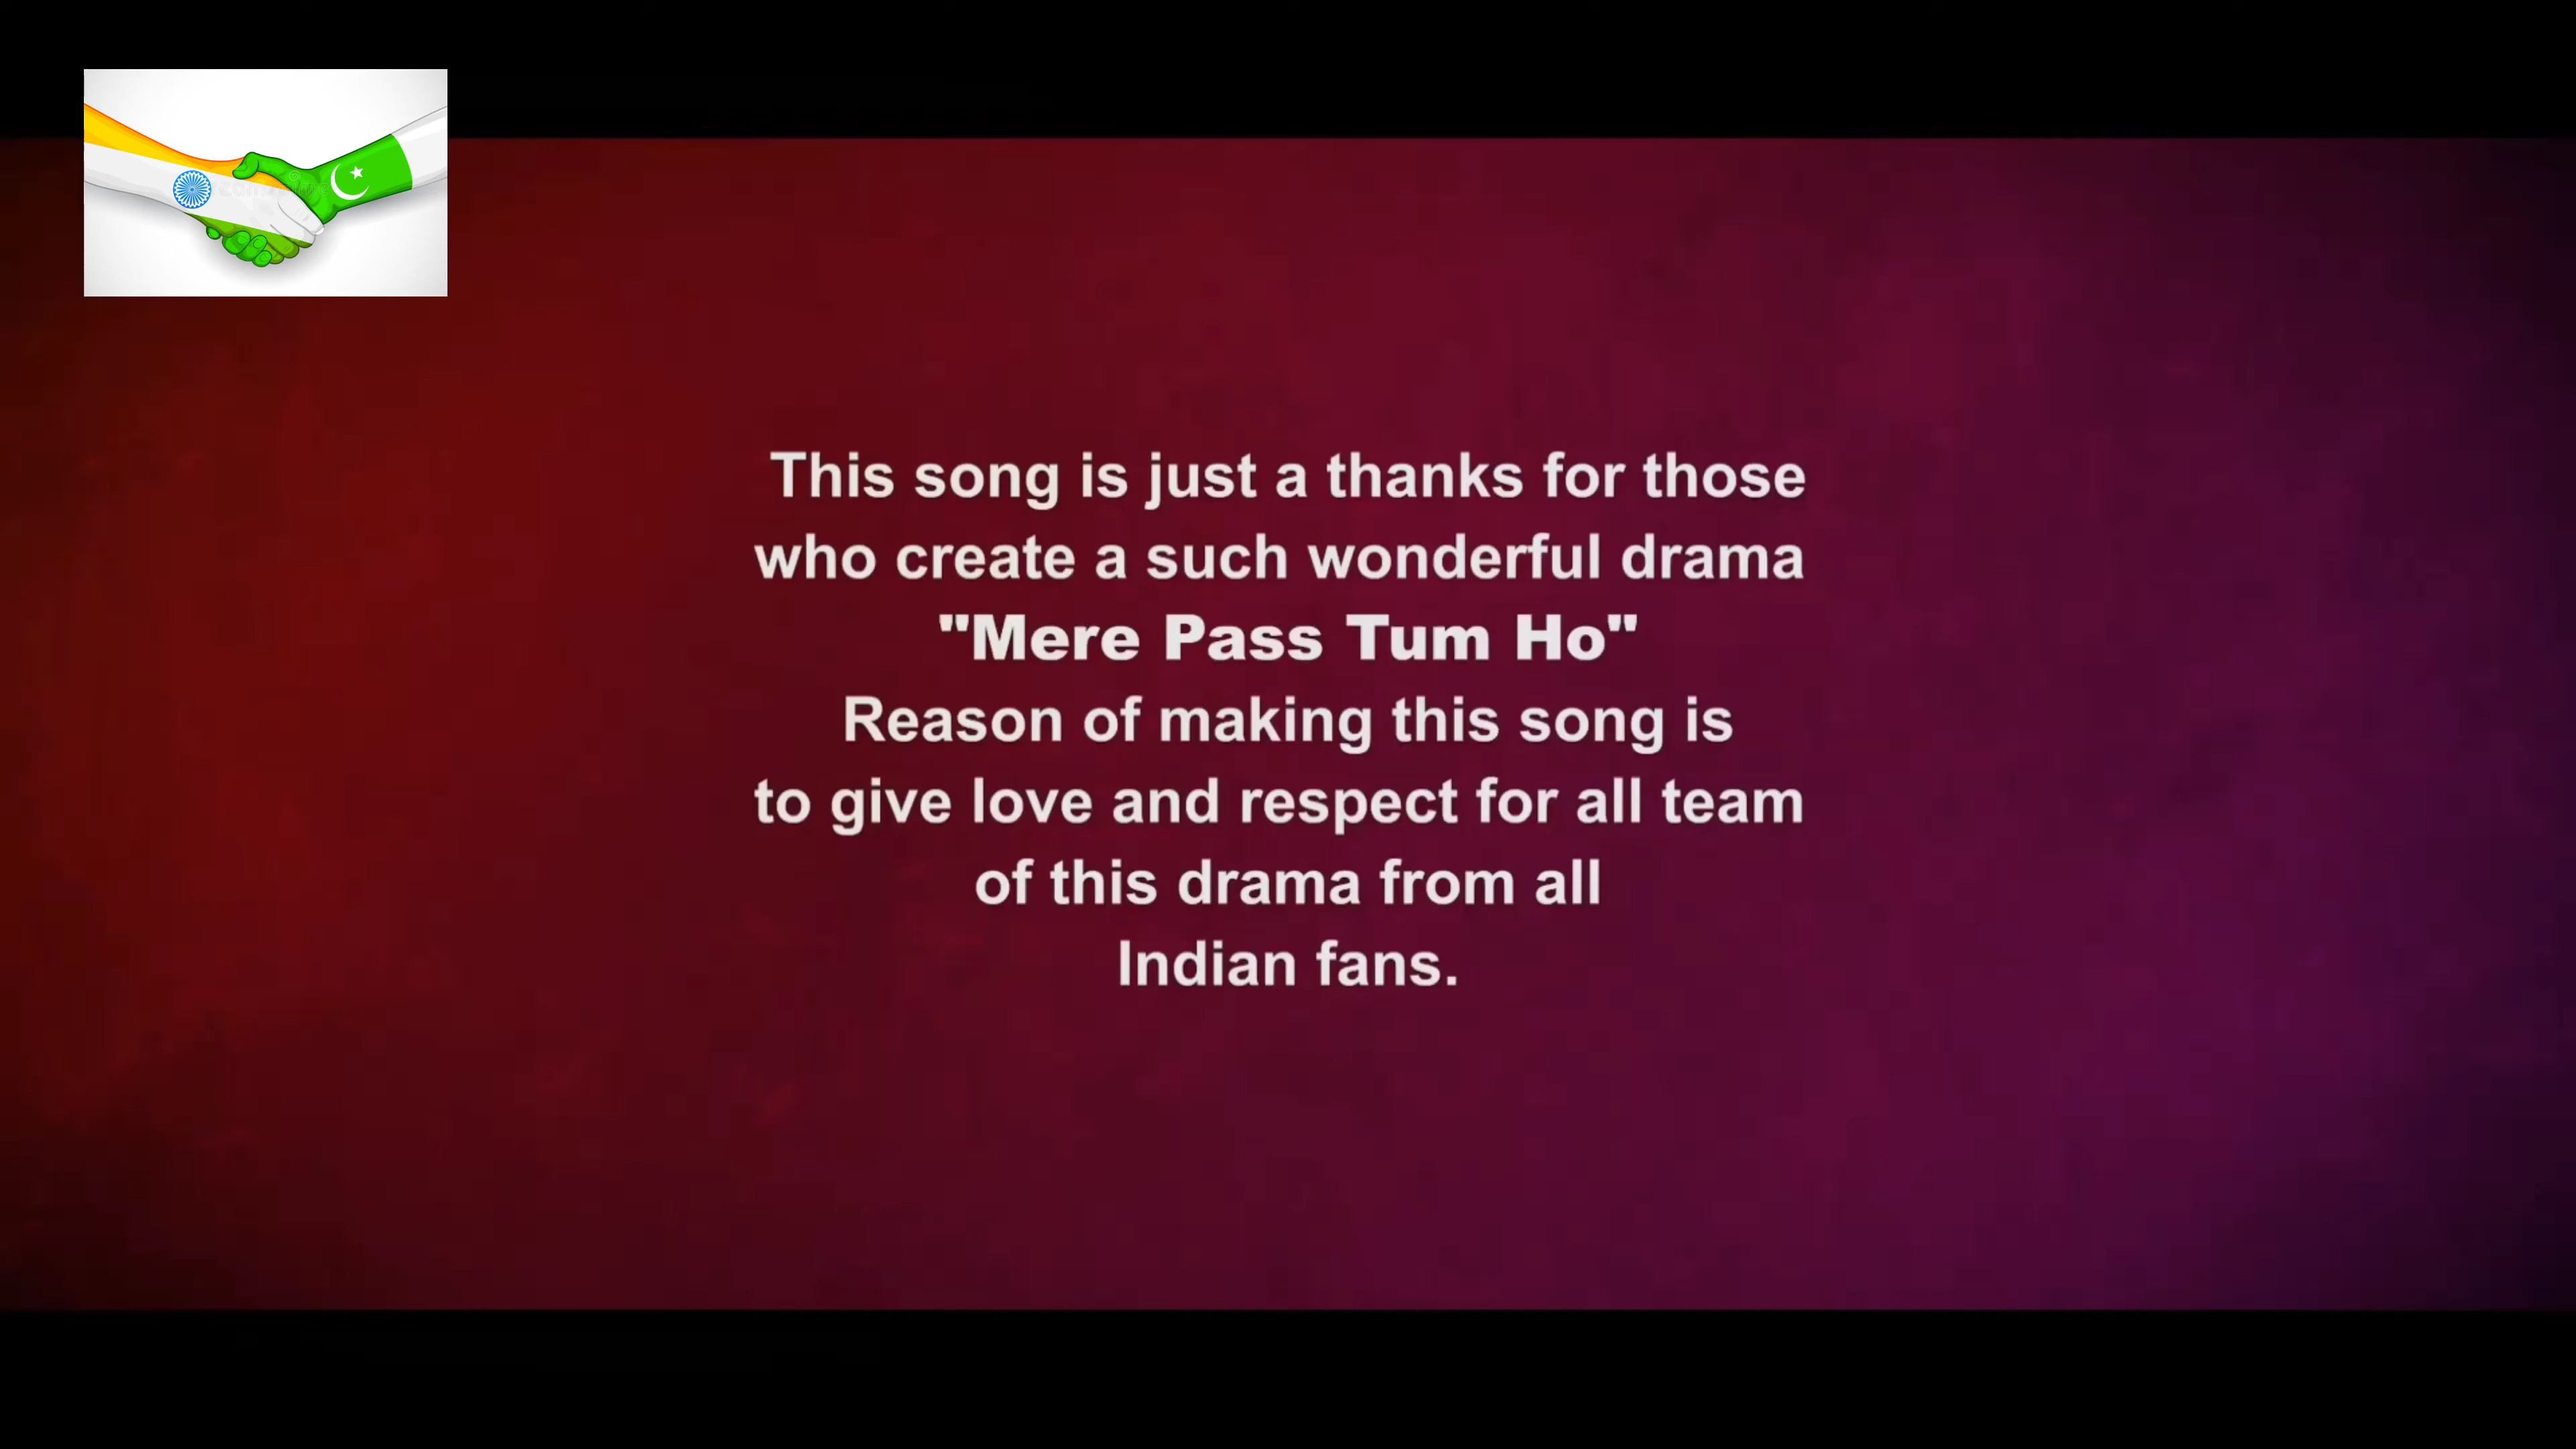 This song is just a thanks for those
who create a such wonderful drama
"Mere Pass Tum Ho"
Reason of making this song is
to give love and respect for all team
of this drama from all
Indian fans.